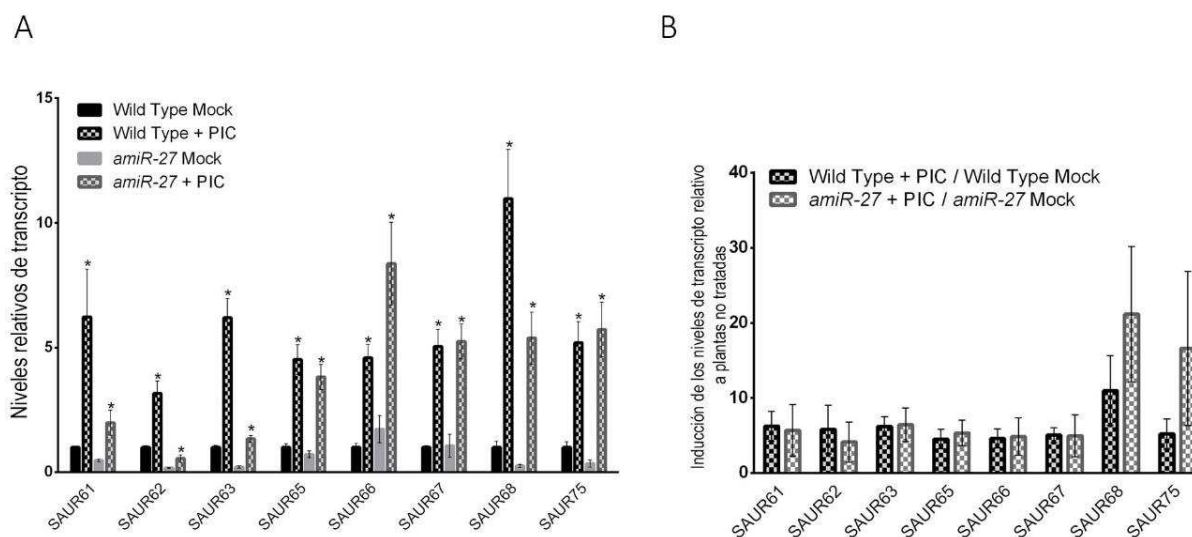 A
Niveles relativos de transcripto
15
10
5
0
Wild Type Mock
Wild Type + PIC
amiR-27 Mock
amiR-27 + PIC
* * * * * * * * * * * * * * * *
SAUR61
SAUR62
SAUR63
SAUR65
SAUR66
SAUR67
SAUR68
SAUR75
B
Inducción de los niveles de transcripto relativo
a plantas no tratadas
40
30
20
10
0
Wild Type + PIC / Wild Type Mock
amiR-27 + PIC / amiR-27 Mock
SAUR61
SAUR62
SAUR63
SAUR65
SAUR66
SAUR67
SAUR68
SAUR75